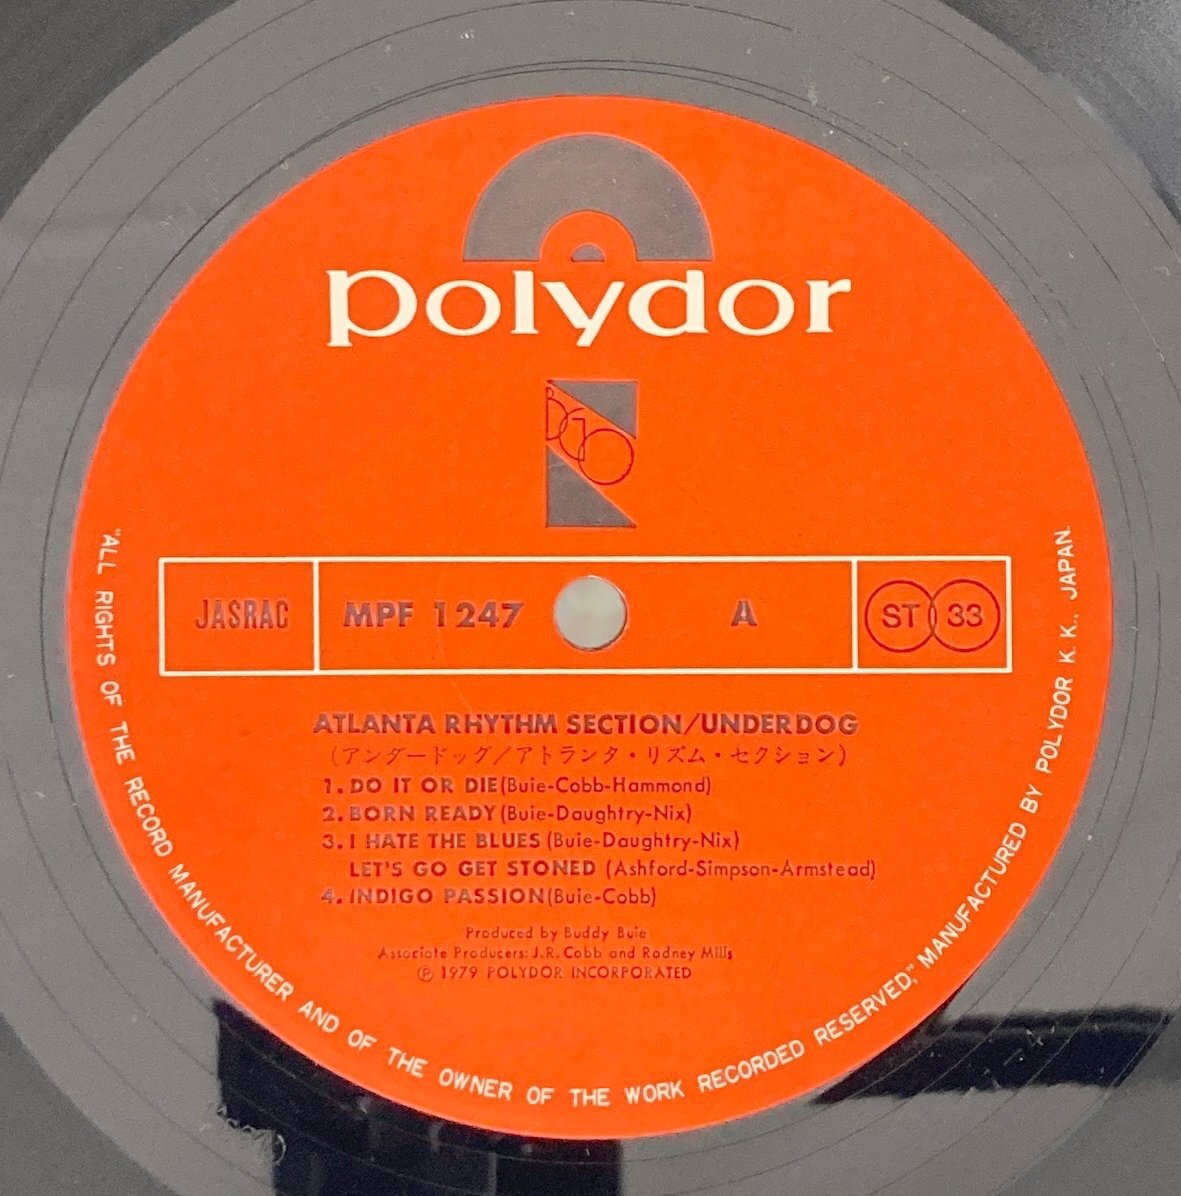 polydor
BGO
JASRAC
MPF 1247
A
ST 33
ATLANTA RHYTHM SECTION/UNDERDOG
(アンダードッグ/アトランタ・リズム・セクション)
1. DO IT OR DIE (Buie-Cobb-Hammond)
2. BORN READY (Buie-Daughtry-Nix)
3. I HATE THE BLUES (Buie-Daughtry-Nix)
LET'S GO GET STONED (Ashford-Simpson-Armstead)
4. INDIGO PASSION (Buie-Cobb)
Produced by Buddy Buie
Associate Producers: J.R. Cobb and Rodney Mills
℗ 1979 POLYDOR INCORPORATED
"ALL RIGHTS OF THE RECORD MANUFACTURER AND OF THE OWNER OF THE WORK RECORDED RESERVED," MANUFACTURED BY POLYDOR K.K., JAPAN.